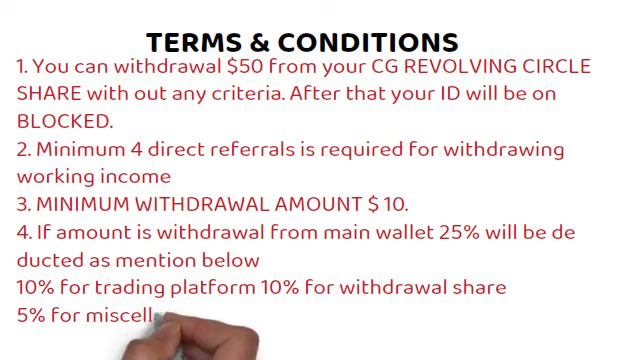 TERMS & CONDITIONS
1. You can withdrawal $50 from your CG REVOLVING CIRCLE
SHARE with out any criteria. After that your ID will be on
BLOCKED.
2. Minimum 4 direct referrals is required for withdrawing
working income
3. MINIMUM WITHDRAWAL AMOUNT $ 10.
4. If amount is withdrawal from main wallet 25% will be de
ducted as mention below
10% for trading platform 10% for withdrawal share
5% for miscell